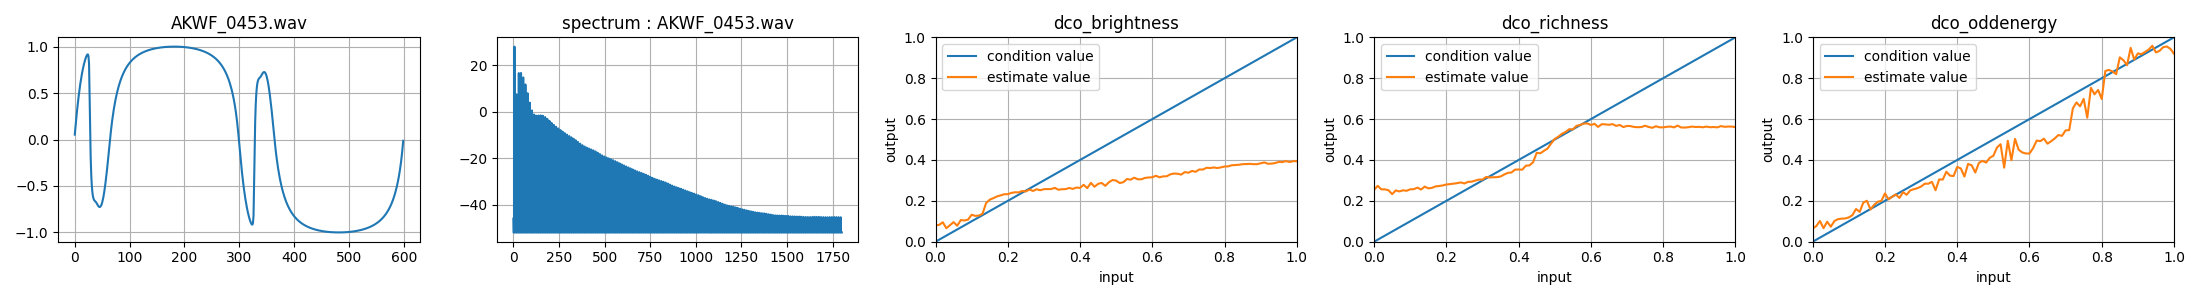 AKWF_0453.wav
1.0
0.5
0.0
−0.5
−1.0
0 100 200 300 400 500 600
spectrum : AKWF_0453.wav
20
0
−20
−40
0 250 500 750 1000 1250 1500 1750
dco_brightness
condition value
estimate value
output
1.0
0.8
0.6
0.4
0.2
0.0
0.0 0.2 0.4 0.6 0.8 1.0
input
dco_richness
condition value
estimate value
output
1.0
0.8
0.6
0.4
0.2
0.0
0.0 0.2 0.4 0.6 0.8 1.0
input
dco_oddenergy
condition value
estimate value
output
1.0
0.8
0.6
0.4
0.2
0.0
0.0 0.2 0.4 0.6 0.8 1.0
input